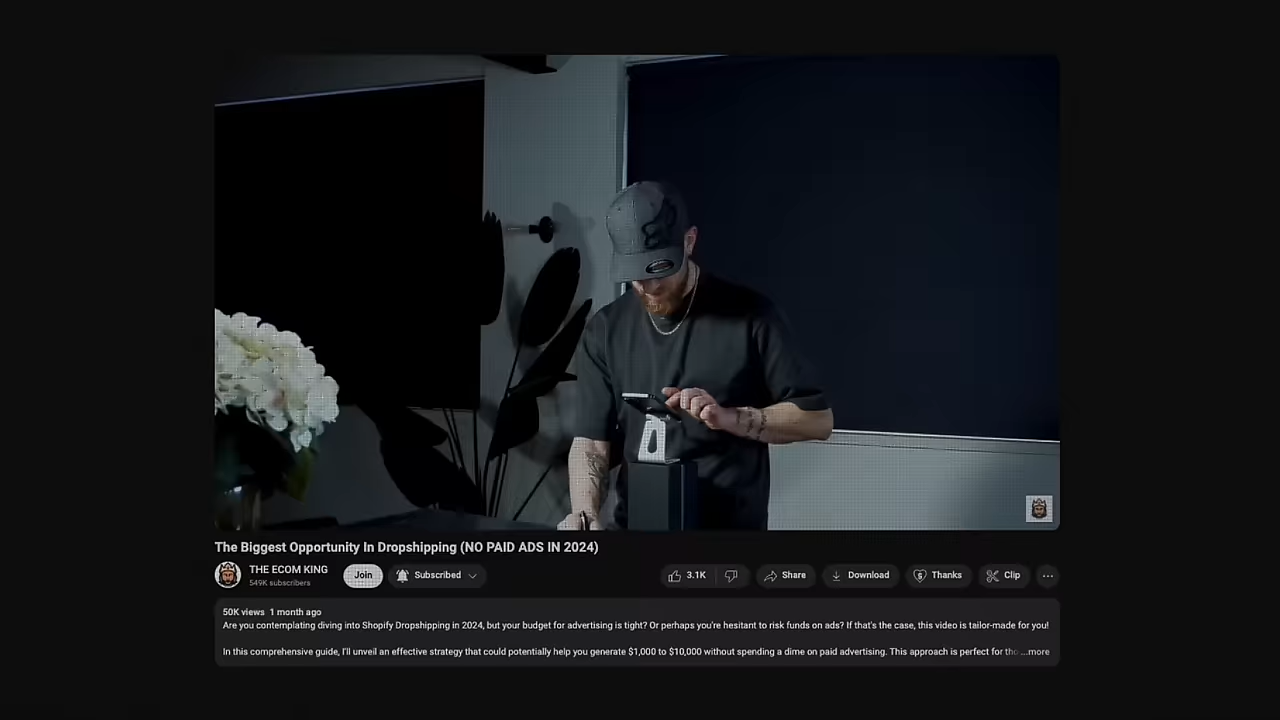 The Biggest Opportunity In Dropshipping (NO PAID ADS IN 2024)
THE ECOM KING
549K subscribers
Join
Subscribed
3.1K
Share
Download
Thanks
Clip
50K views 1 month ago
Are you contemplating diving into Shopify Dropshipping in 2024, but your budget for advertising is tight? Or perhaps you're hesitant to risk funds on ads? If that's the case, this video is tailor-made for you!
In this comprehensive guide, I'll unveil an effective strategy that could potentially help you generate $1,000 to $10,000 without spending a dime on paid advertising. This approach is perfect for tho ...more